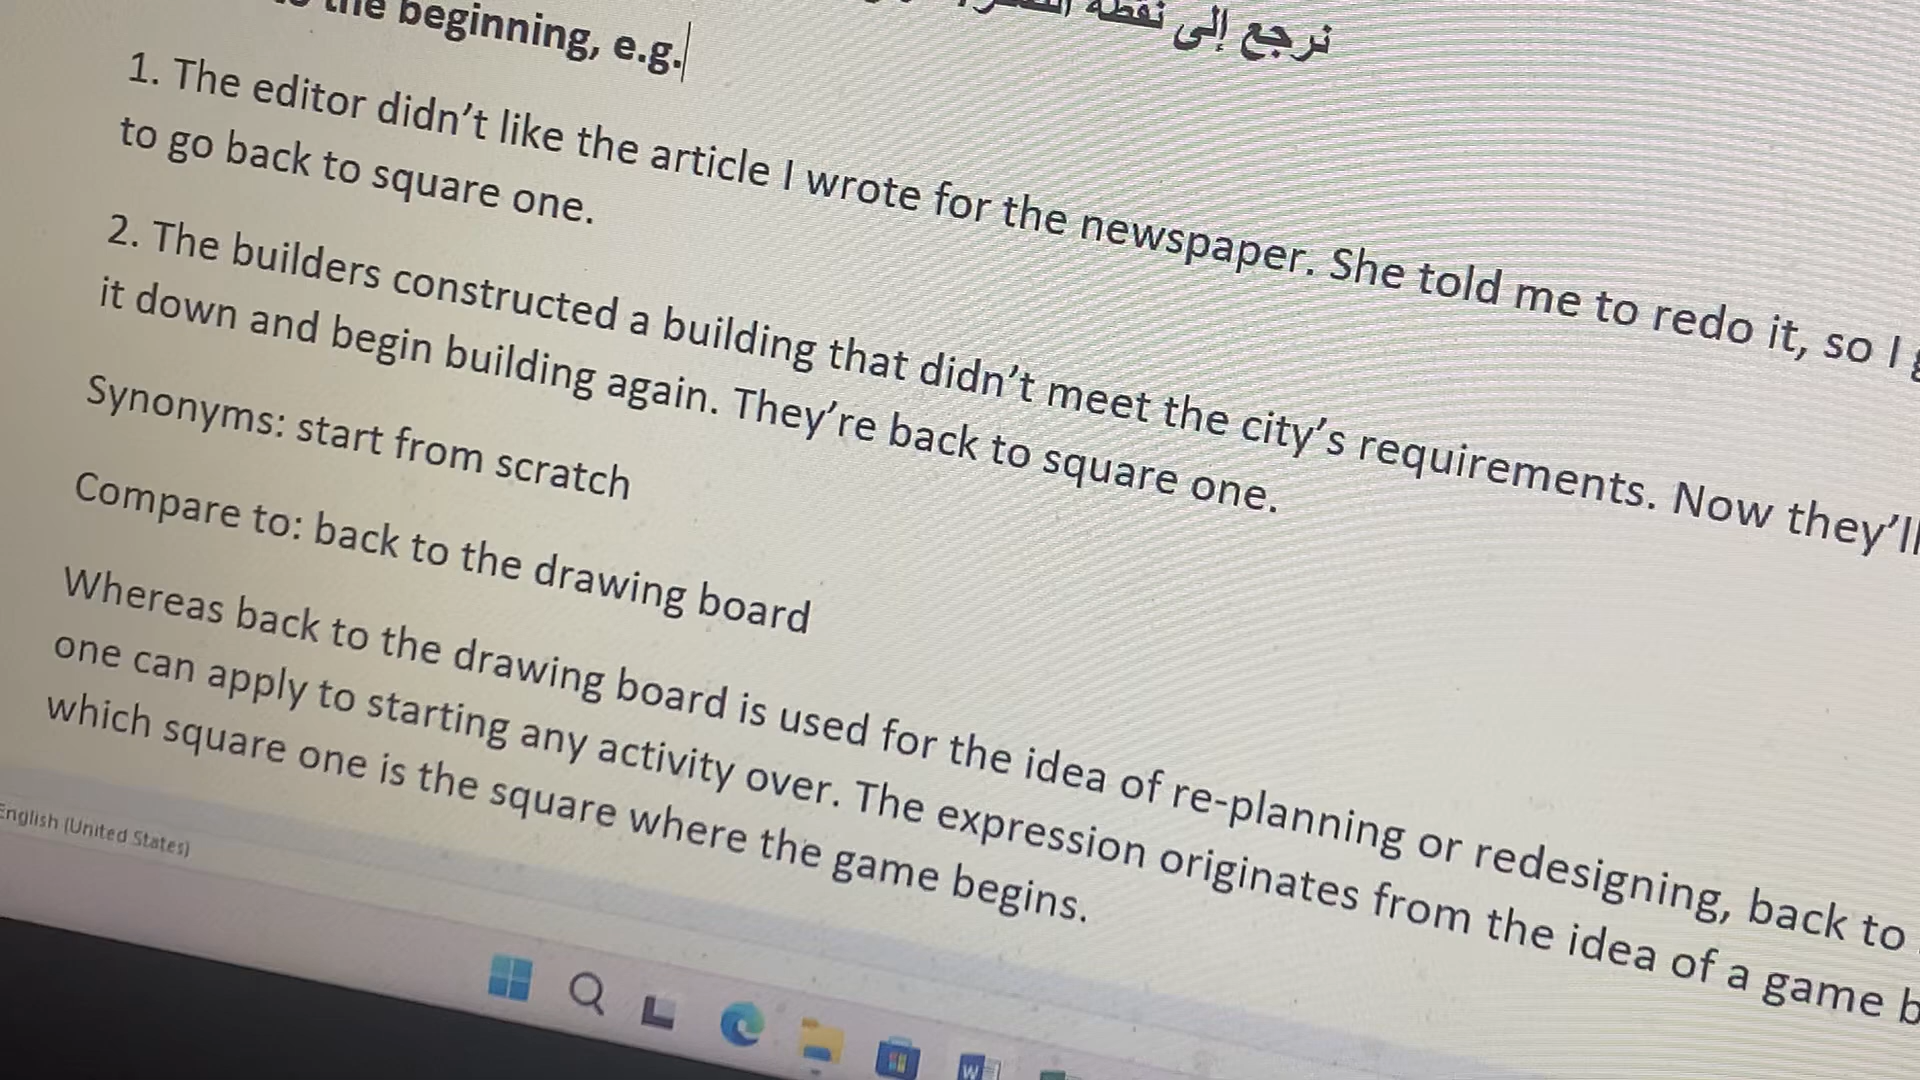 the beginning, e.g.
نرجع إلى نقطة
1. The editor didn’t like the article I wrote for the newspaper. She told me to redo it, so I
to go back to square one.
2. The builders constructed a building that didn’t meet the city’s requirements. Now they’ll
it down and begin building again. They’re back to square one.
Synonyms: start from scratch
Compare to: back to the drawing board
Whereas back to the drawing board is used for the idea of re-planning or redesigning, back to
one can apply to starting any activity over. The expression originates from the idea of a game
which square one is the square where the game begins.
English (United States)